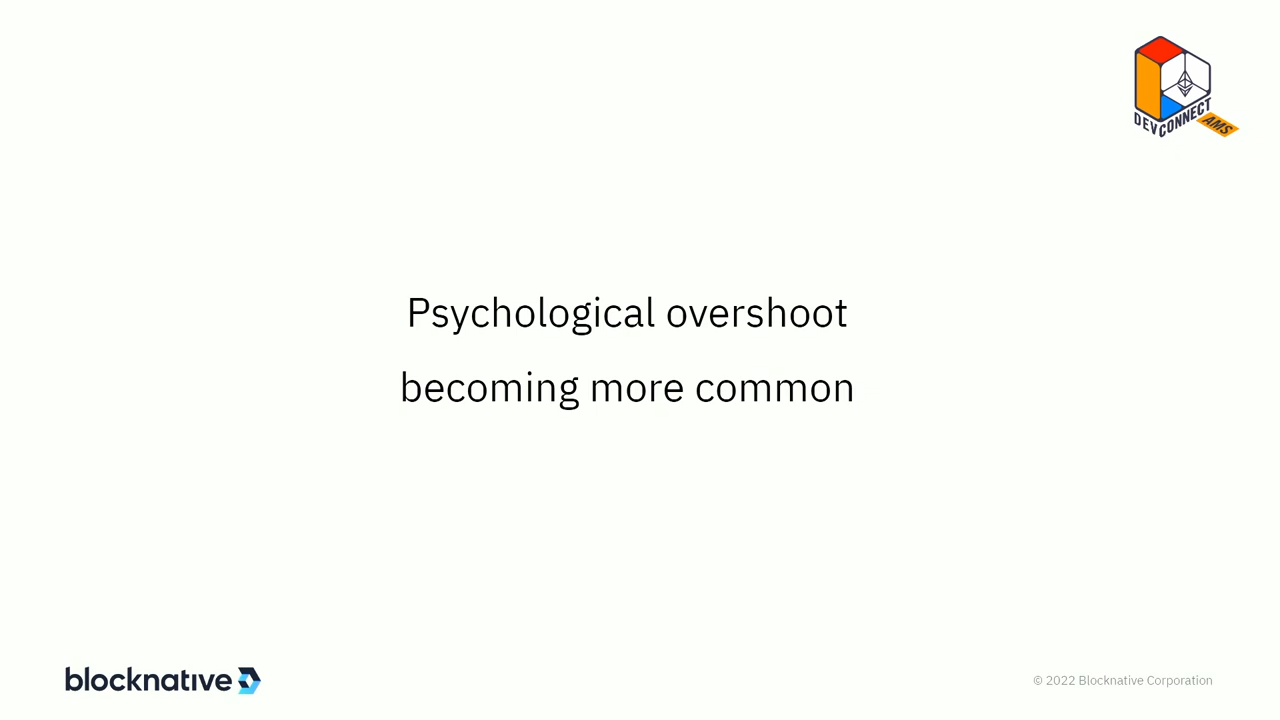 DEVCONNECT
AMS
Psychological overshoot
becoming more common
blocknative
© 2022 Blocknative Corporation